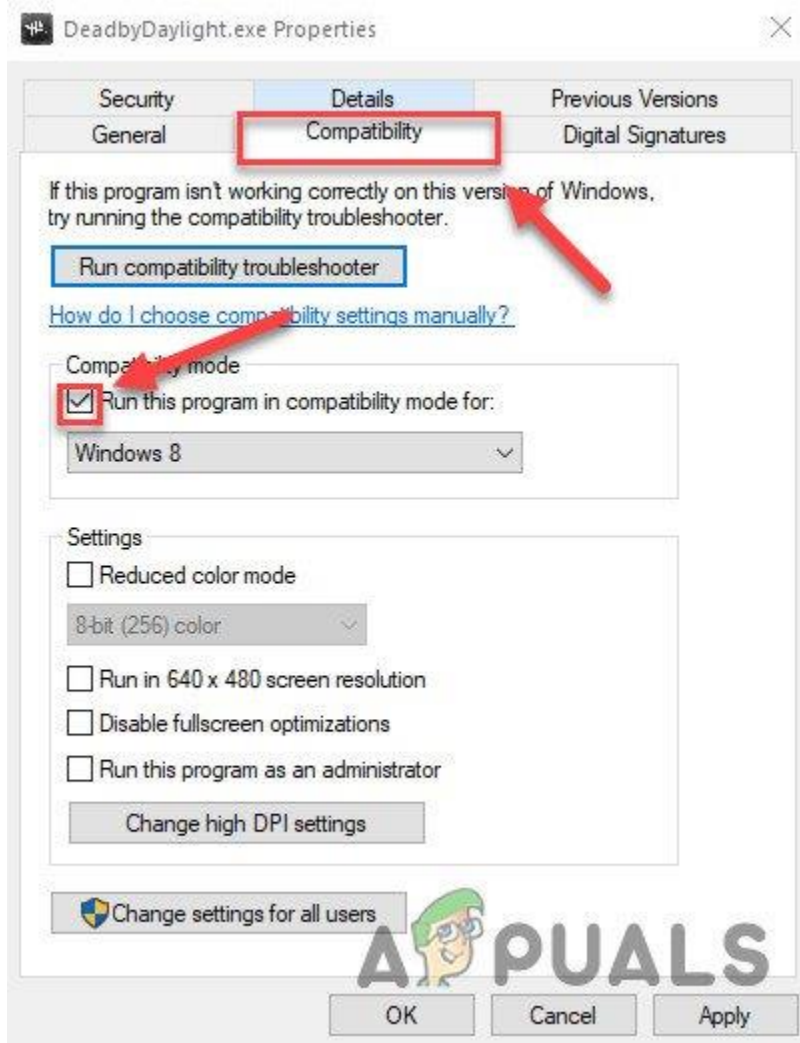 DeadbyDaylight.exe Properties
Security Details Previous Versions
General Compatibility Digital Signatures
If this program isn't working correctly on this version of Windows,
try running the compatibility troubleshooter.
Run compatibility troubleshooter
How do I choose compatibility settings manually?
Compatibility mode
Run this program in compatibility mode for:
Windows 8
Settings
Reduced color mode
8-bit (256) color
Run in 640 x 480 screen resolution
Disable fullscreen optimizations
Run this program as an administrator
Change high DPI settings
Change settings for all users
APPUALS
OK Cancel Apply